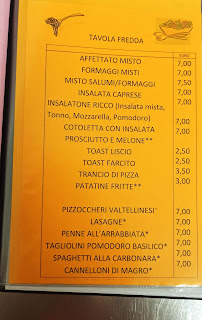 TAVOLA FREDDA
EURO
AFFETTATO MISTO 7,00
FORMAGGI MISTI 7,00
MISTO SALUMI/FORMAGGI 7,50
INSALATA CAPRESE 7,00
INSALATONE RICCO (Insalata mista, 7,00
Tonno, Mozzarella, Pomodoro)
COTOLETTA CON INSALATA 7,00
PROSCIUTTO E MELONE** 7,00
TOAST LISCIO 2,50
TOAST FARCITO 2,50
TRANCIO DI PIZZA 3,50
PATATINE FRITTE** 3,00
PIZZOCCHERI VALTELLINESI* 7,00
LASAGNE* 7,00
PENNE ALL'ARRABBIATA* 7,00
TAGLIOLINI POMODORO BASILICO* 7,00
SPAGHETTI ALLA CARBONARA* 7,00
CANNELLONI DI MAGRO* 7,00